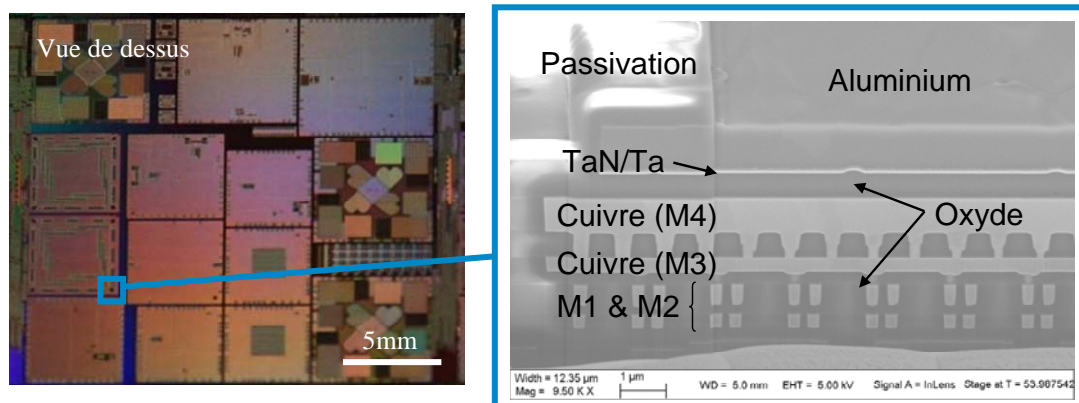 Vue de dessus
5mm
Passivation
Aluminium
TaN/Ta
Cuivre (M4)
Oxyde
Cuivre (M3)
M1 & M2
Width = 12.35 µm
Mag = 9.50 K X
1 µm
WD = 5.0 mm
EHT = 5.00 kV
Signal A = InLens
Stage at T = 53.987542